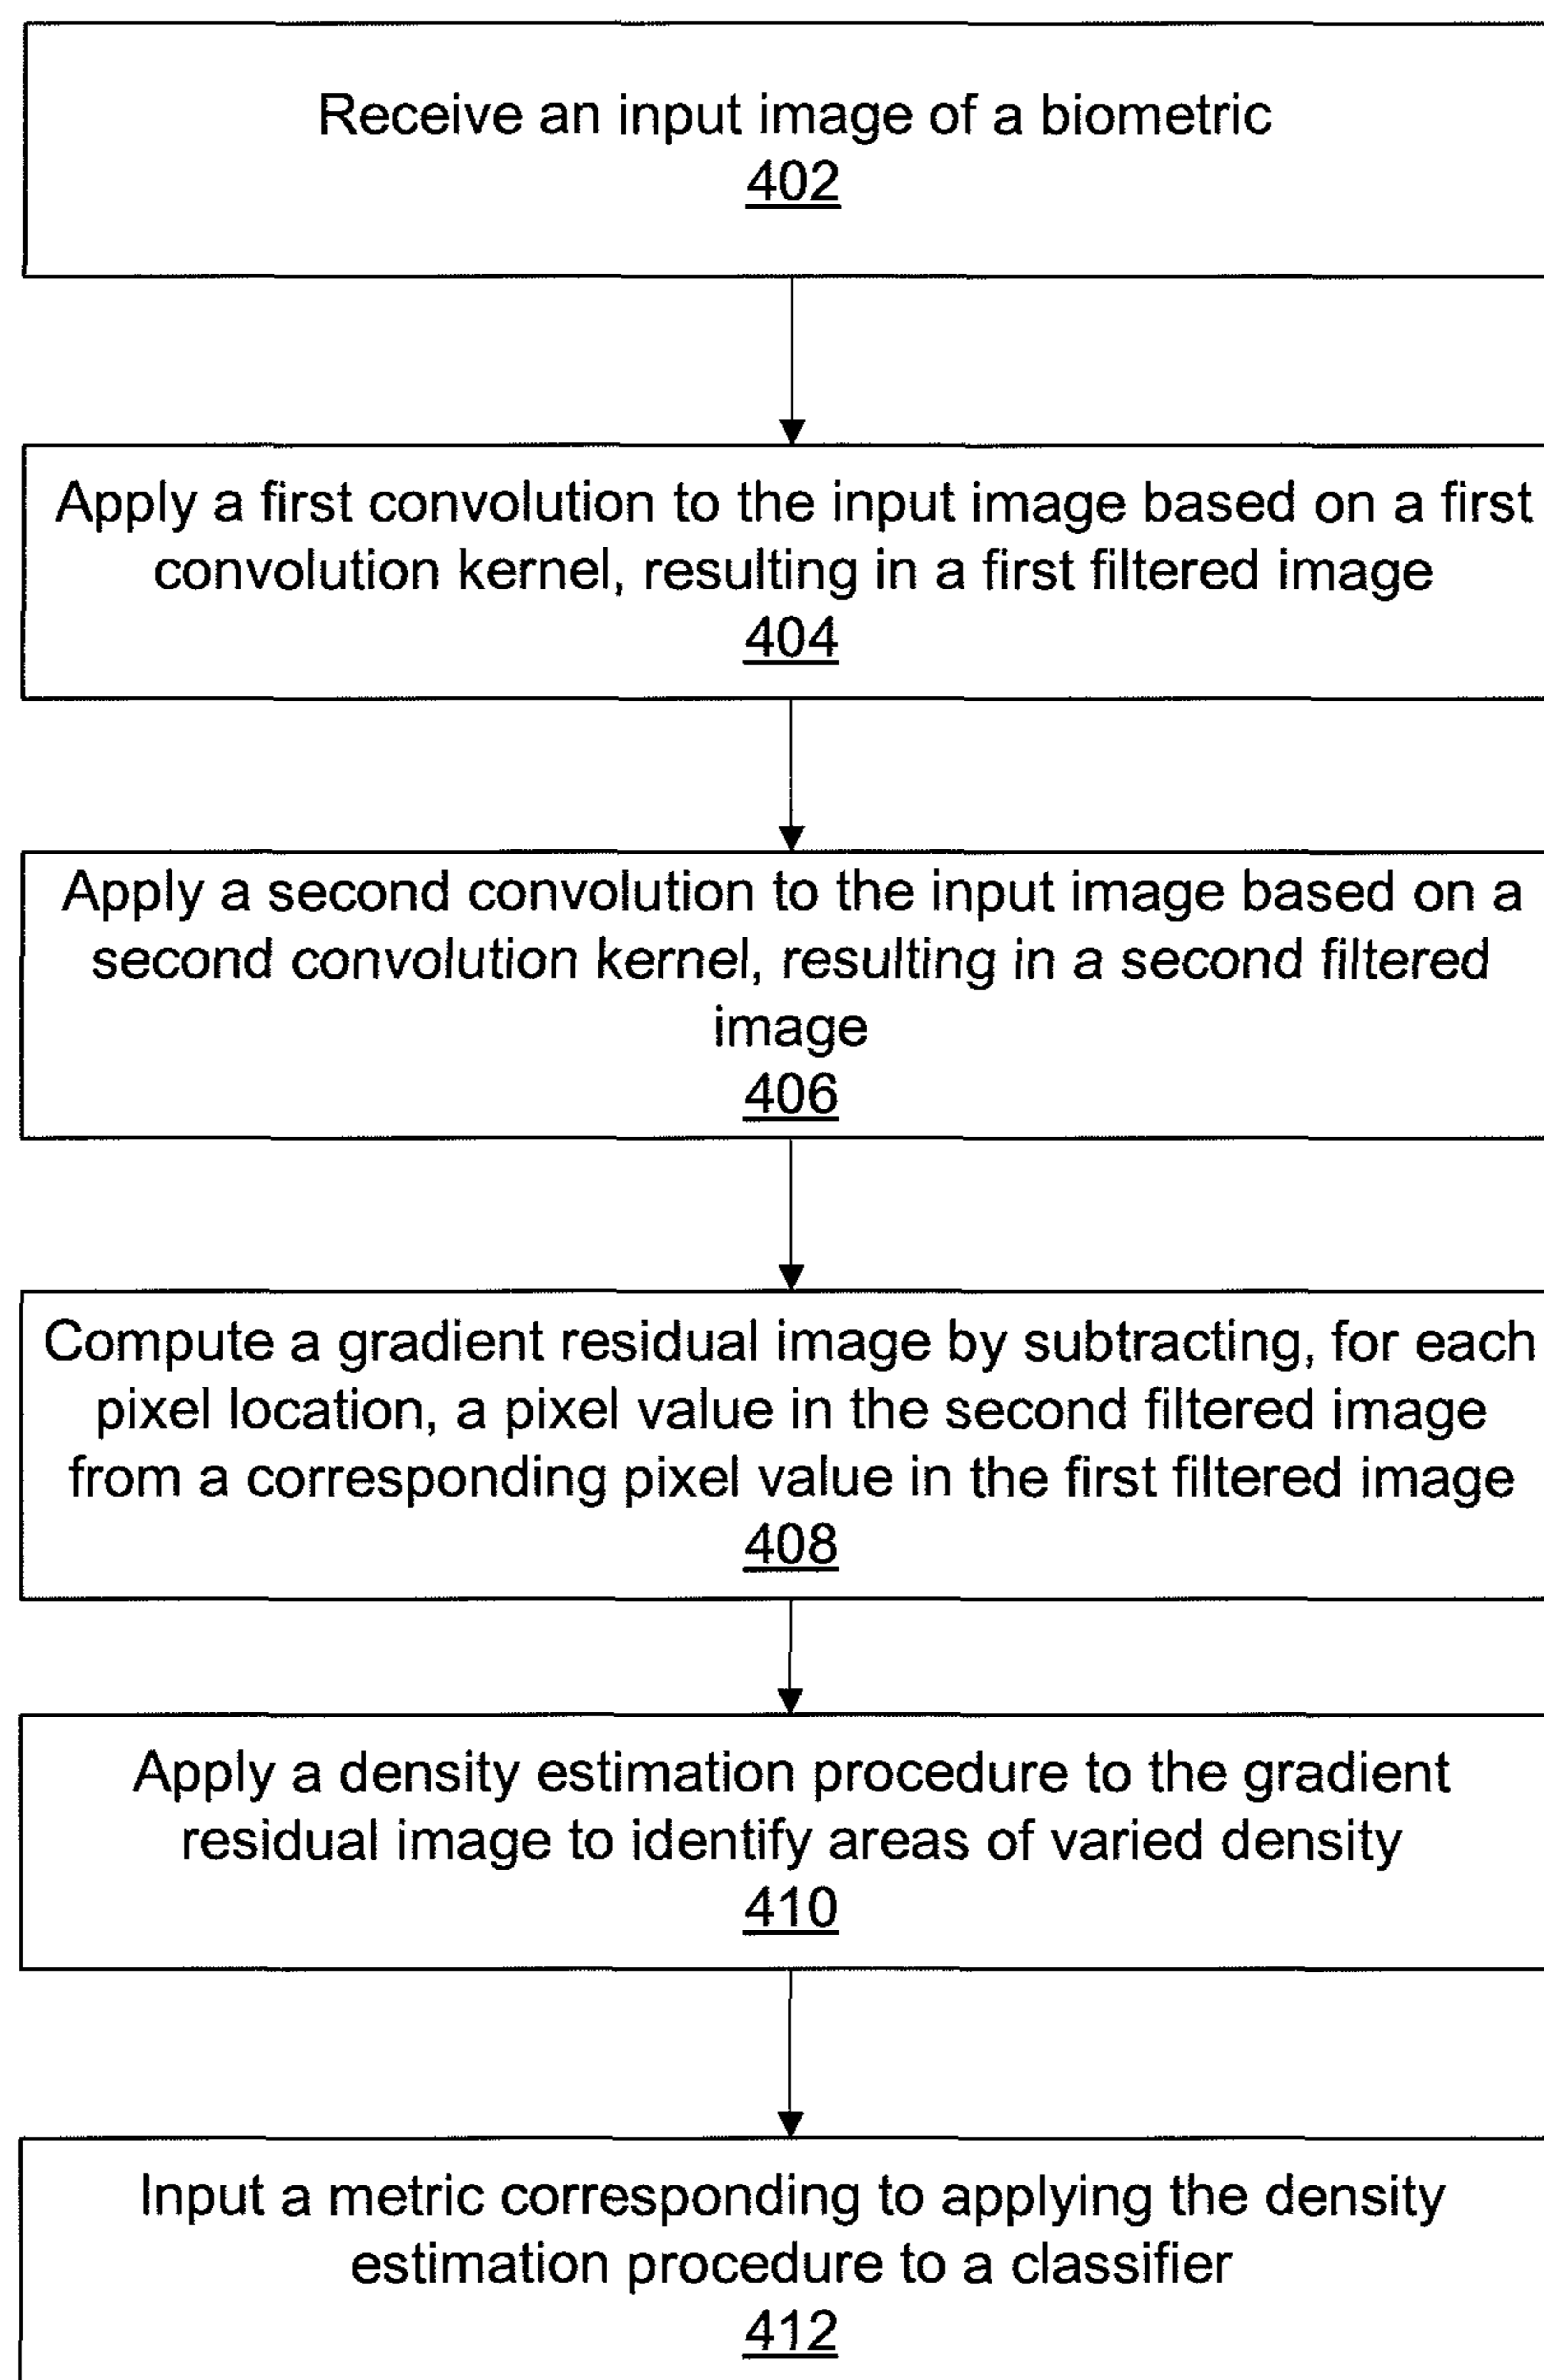 Receive an input image of a biometric
402
Apply a first convolution to the input image based on a first
convolution kernel, resulting in a first filtered image
404
Apply a second convolution to the input image based on a
second convolution kernel, resulting in a second filtered
image
406
Compute a gradient residual image by subtracting, for each
pixel location, a pixel value in the second filtered image
from a corresponding pixel value in the first filtered image
408
Apply a density estimation procedure to the gradient
residual image to identify areas of varied density
410
Input a metric corresponding to applying the density
estimation procedure to a classifier
412